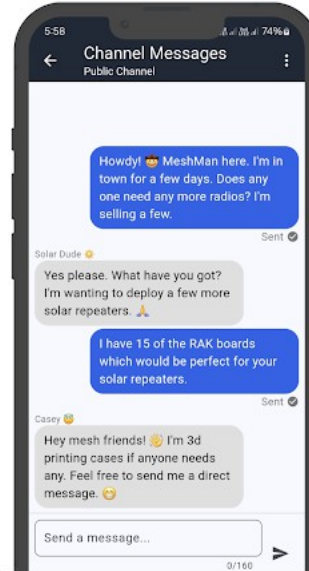 5:58
74%
Channel Messages
Public Channel
Howdy! 🤠 MeshMan here. I'm in
town for a few days. Does any
one need any more radios? I'm
selling a few.
Sent
Solar Dude 🌞
Yes please. What have you got?
I'm wanting to deploy a few more
solar repeaters. 🙏
I have 15 of the RAK boards
which would be perfect for your
solar repeaters.
Sent
Casey 😇
Hey mesh friends! 👋 I'm 3d
printing cases if anyone needs
any. Feel free to send me a direct
message. 😁
Send a message...
0/160